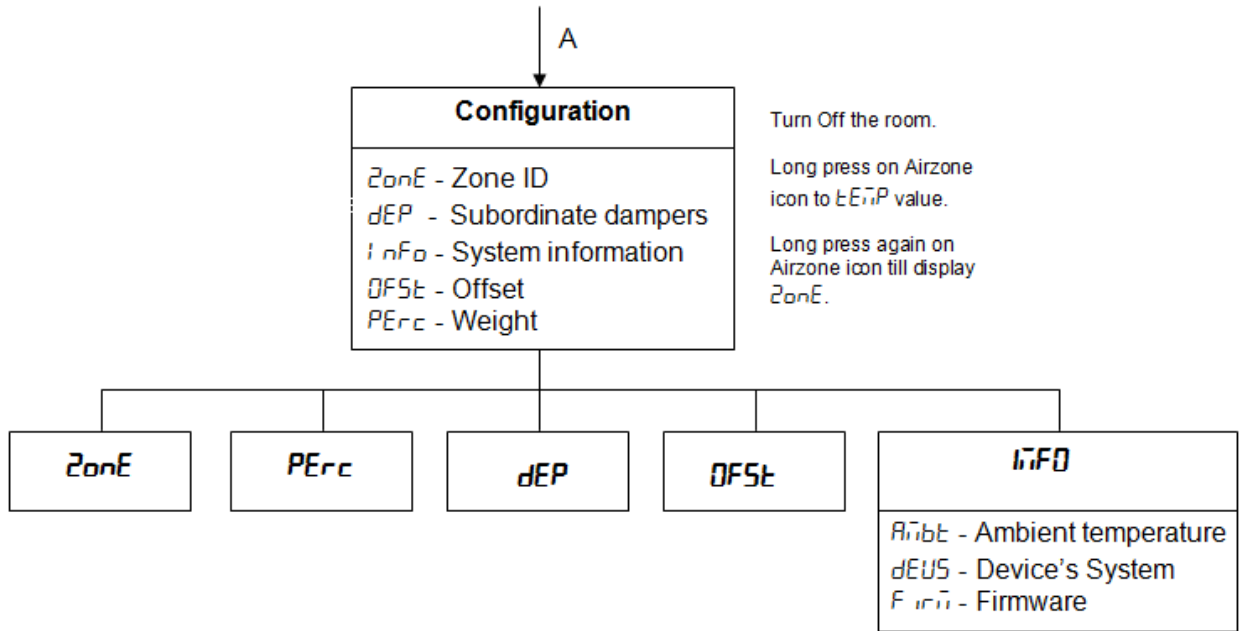 A
Configuration
ZonE - Zone ID
dEP - Subordinate dampers
InFo - System information
OFSt - Offset
PErc - Weight
Turn Off the room.
Long press on Airzone
icon to tEmP value.
Long press again on
Airzone icon till display
ZonE.
ZonE
PErc
dEP
OFSt
InFO
Ambt - Ambient temperature
dEUS - Device's System
Firm - Firmware